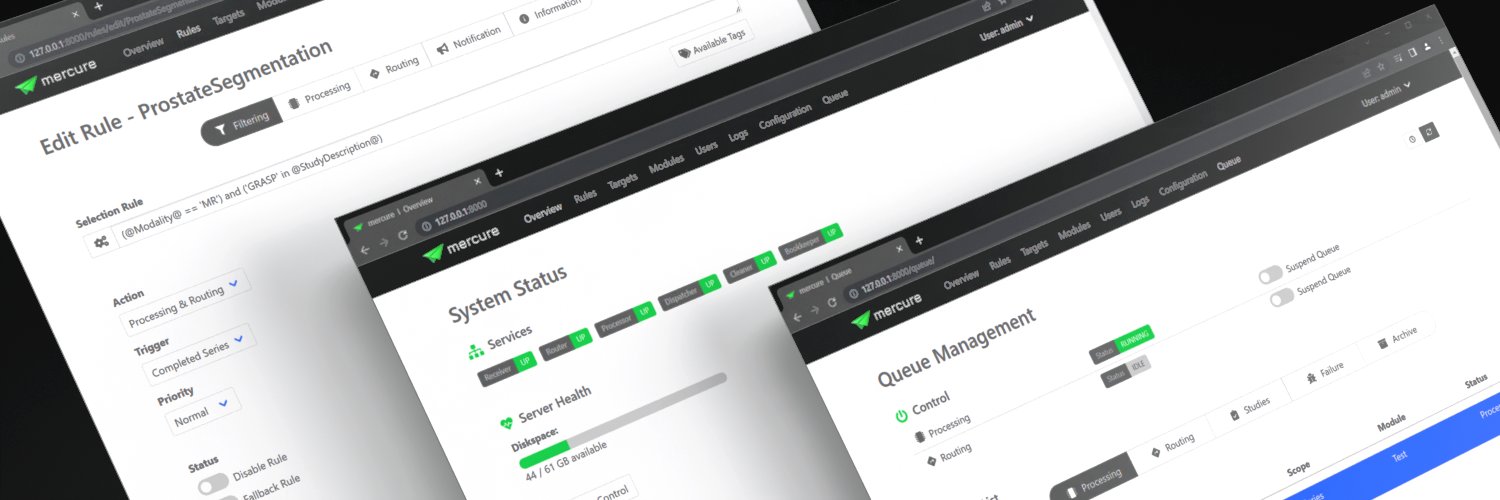 127.0.0.1:8000/rules/edit/ProstateSegmentation
mercure
Overview
Rules
Targets
Edit Rule - ProstateSegmentation
Filtering
Processing
Routing
Notification
Information
Available Tags
Selection Rule
(@Modality@ == 'MR') and ('GRASP' in @StudyDescription@)
Action
Processing & Routing
Trigger
Completed Series
Priority
Normal
Status
Disable Rule
Fallback Rule
mercure | Overview
127.0.0.1:8000
mercure
Overview
Rules
Targets
Modules
Users
Logs
Configuration
Queue
User: admin
System Status
Services
Receiver UP
Router UP
Processor UP
Dispatcher UP
Cleaner UP
Bookkeeper UP
Server Health
Diskspace:
44 / 61 GB available
Control
mercure | Queue
127.0.0.1:8000/queue/
mercure
Overview
Rules
Targets
Modules
Users
Logs
Configuration
Queue
User: admin
Queue Management
Control
Processing
Status RUNNING
Suspend Queue
Routing
Status IDLE
Suspend Queue
Processing
Routing
Studies
Failure
Archive
Scope
Module
Status
Test